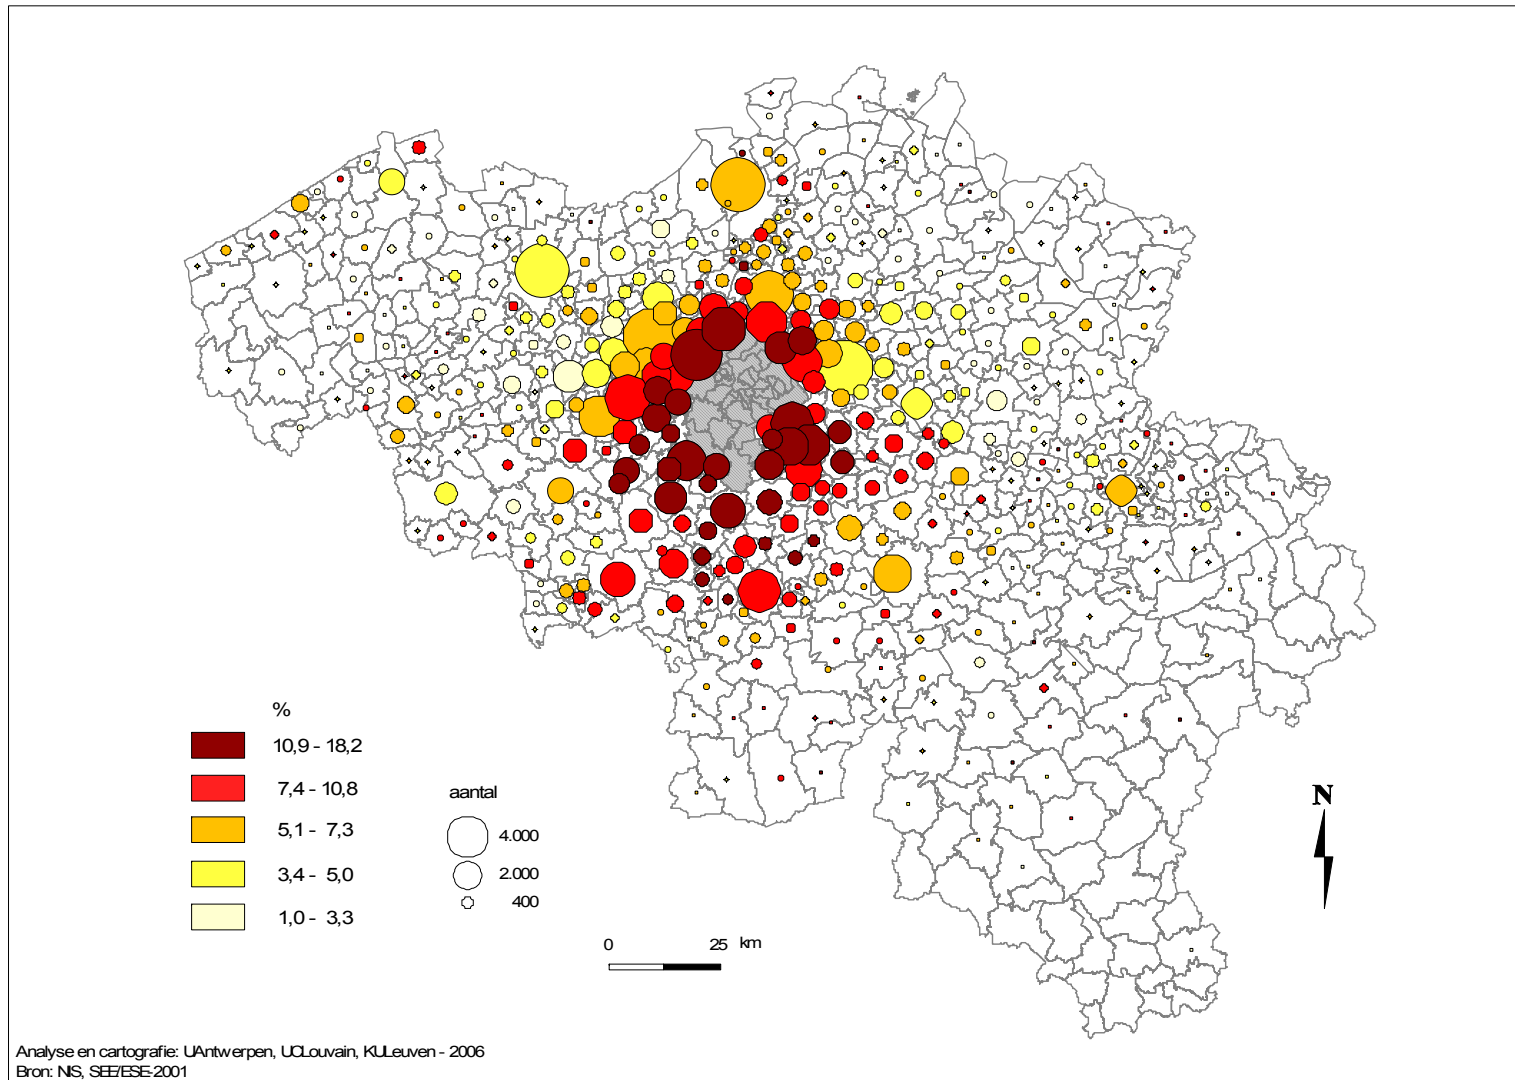 %
10,9 - 18,2
7,4 - 10,8
5,1 - 7,3
3,4 - 5,0
1,0 - 3,3
aantal
4.000
2.000
400
0 25 km
N
Analyse en cartografie: UAntwerpen, UCLouvain, KULeuven - 2006
Bron: NIS, SEE/ESE-2001